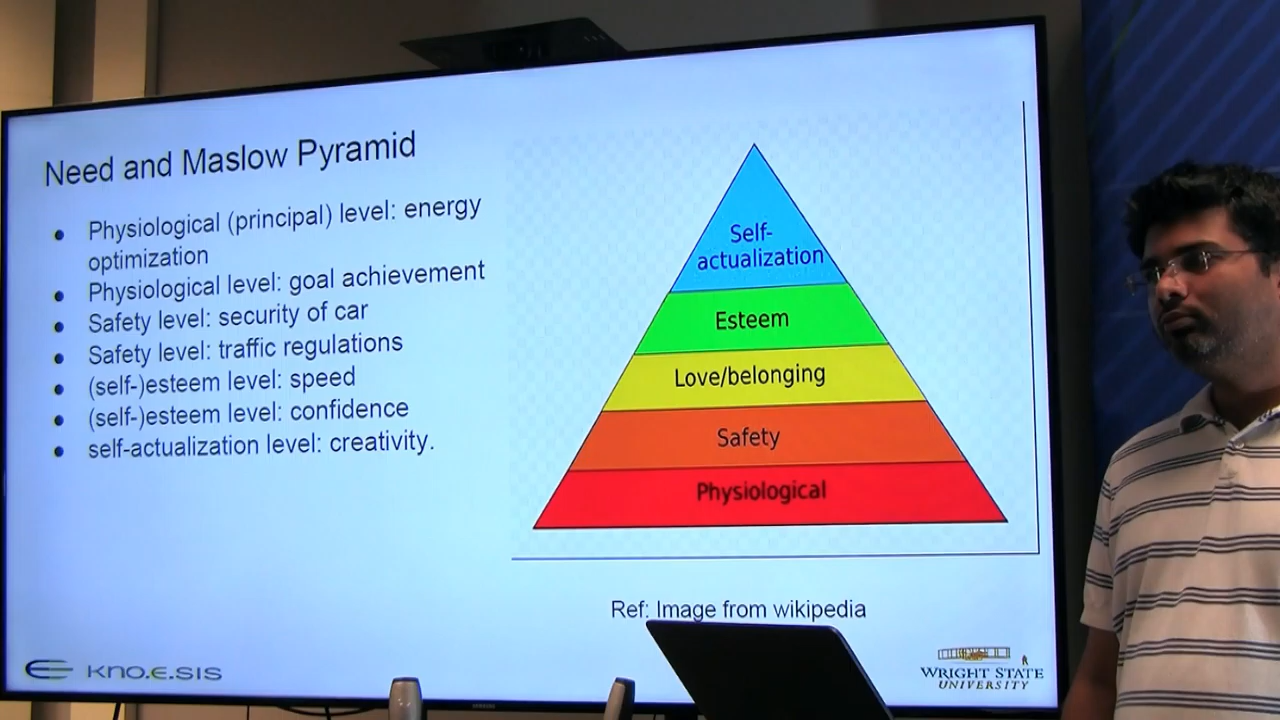 Need and Maslow Pyramid
Physiological (principal) level: energy
optimization
Physiological level: goal achievement
Safety level: security of car
Safety level: traffic regulations
(self-)esteem level: speed
(self-)esteem level: confidence
self-actualization level: creativity.
Self-
actualization
Esteem
Love/belonging
Safety
Physiological
Ref: Image from wikipedia
KNO.E.SIS
WRIGHT STATE
UNIVERSITY